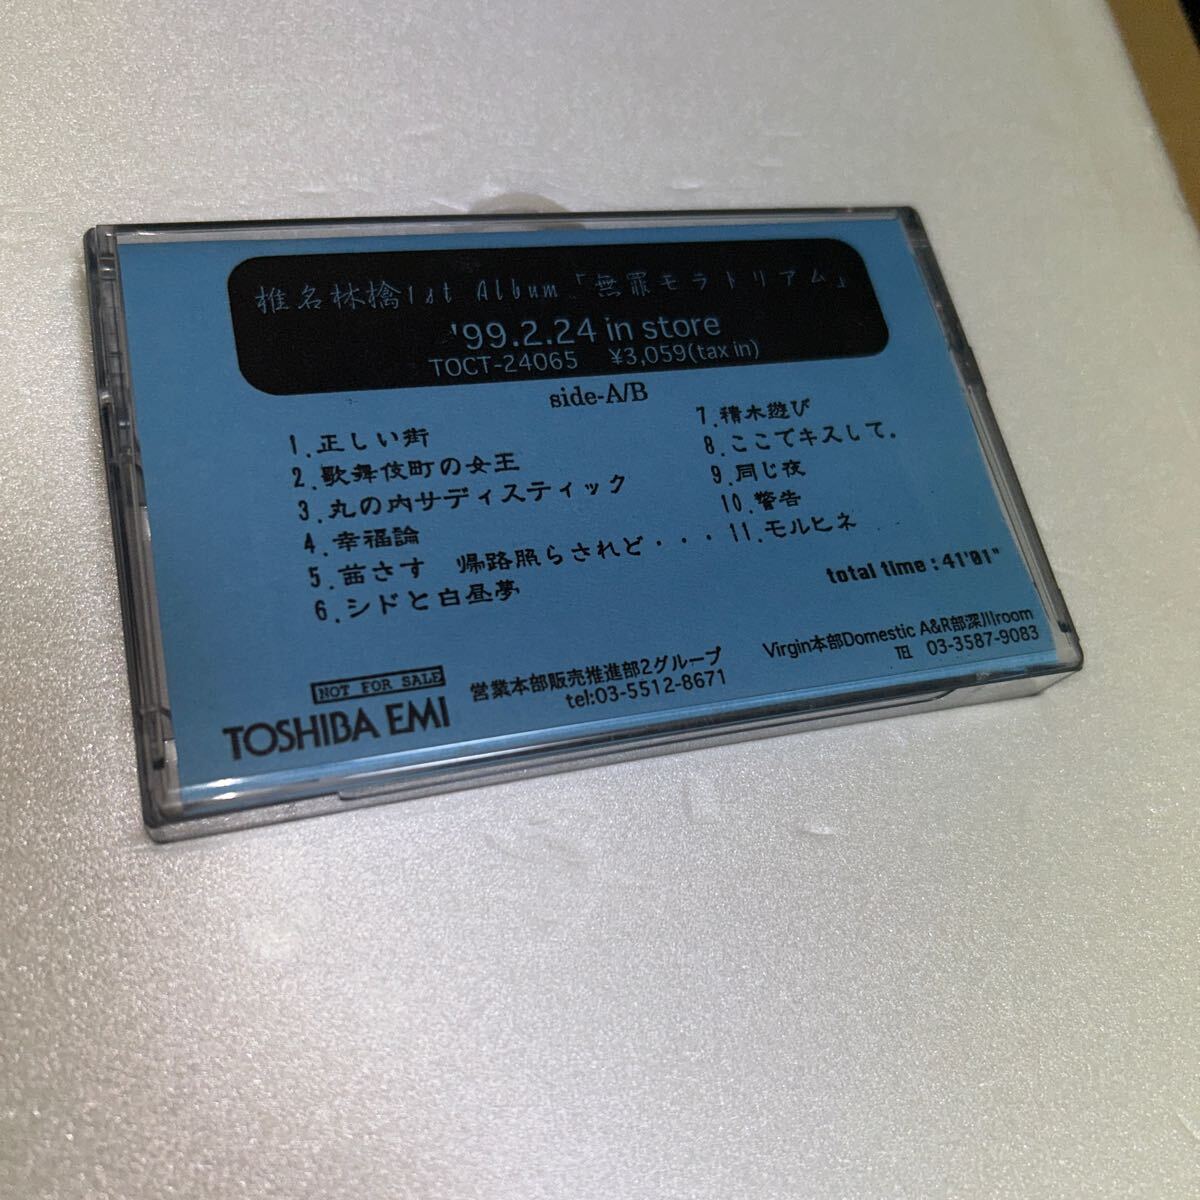 椎名林檎1st Album「無罪モラトリアム」
'99.2.24 in store
TOCT-24065 ¥3,059(tax in)
side-A/B
1.正しい街
2.歌舞伎町の女王
3.丸の内サディスティック
4.幸福論
5.茜さす 帰路照らされど・・・
6.シドと白昼夢
7.積木遊び
8.ここでキスして。
9.同じ夜
10.警告
11.モルヒネ
total time:41'01"
NOT FOR SALE
TOSHIBA EMI
営業本部販売推進部2グループ
tel:03-5512-8671
Virgin本部Domestic A&R部深川room
TEL 03-3587-9083